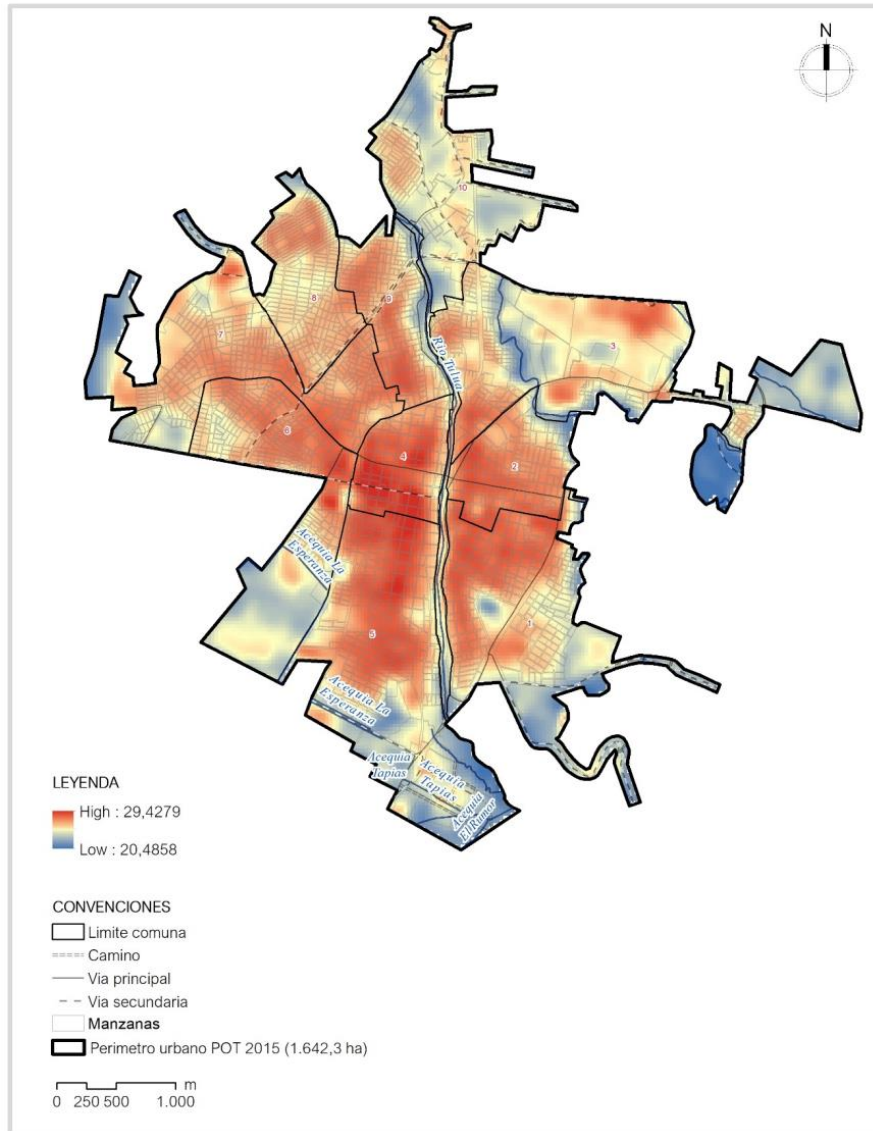 N
10
8
9
7
3
Rio Tulua
6
4
2
Acequia La
Esperanza
1
5
Acequia La
Esperanza
Acequia
Tapias
Acequia
Tapias
Acequia
El Rumor
LEYENDA
High : 29,4279
Low : 20,4858
CONVENCIONES
Limite comuna
Camino
Via principal
Via secundaria
Manzanas
Perimetro urbano POT 2015 (1.642,3 ha)
m
0 250 500 1.000